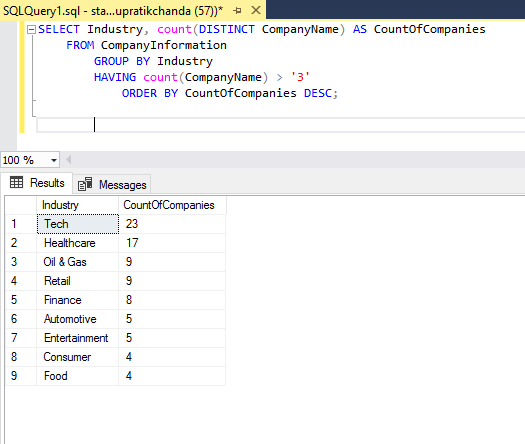 SQLQuery1.sql - sta...upratikchanda (57))*
SELECT Industry, count(DISTINCT CompanyName) AS CountOfCompanies
FROM CompanyInformation
GROUP BY Industry
HAVING count(CompanyName) > '3'
ORDER BY CountOfCompanies DESC;
100 %
Results Messages
Industry CountOfCompanies
1 Tech 23
2 Healthcare 17
3 Oil & Gas 9
4 Retail 9
5 Finance 8
6 Automotive 5
7 Entertainment 5
8 Consumer 4
9 Food 4